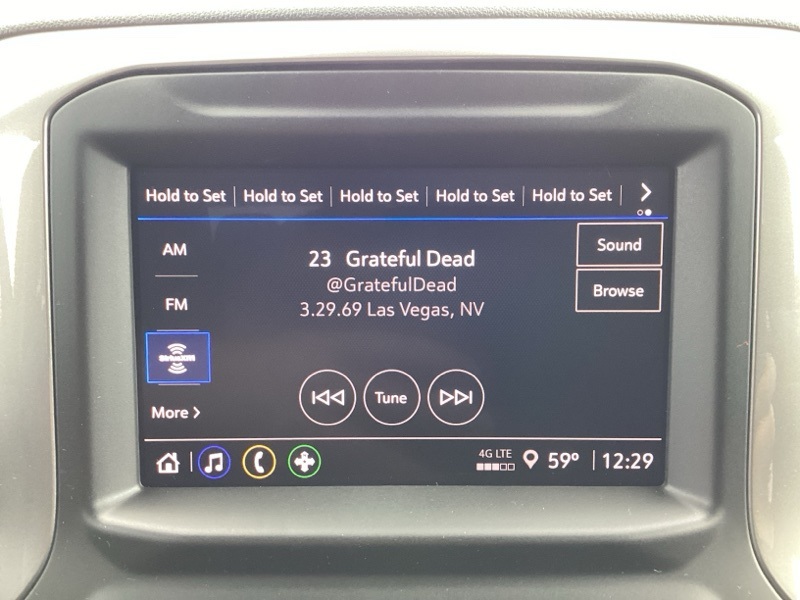 Hold to Set Hold to Set Hold to Set Hold to Set Hold to Set >
AM
23 Grateful Dead
Sound
@GratefulDead
Browse
FM
3.29.69 Las Vegas, NV
SiriusXM
Tune
More >
4G LTE
59° 12:29